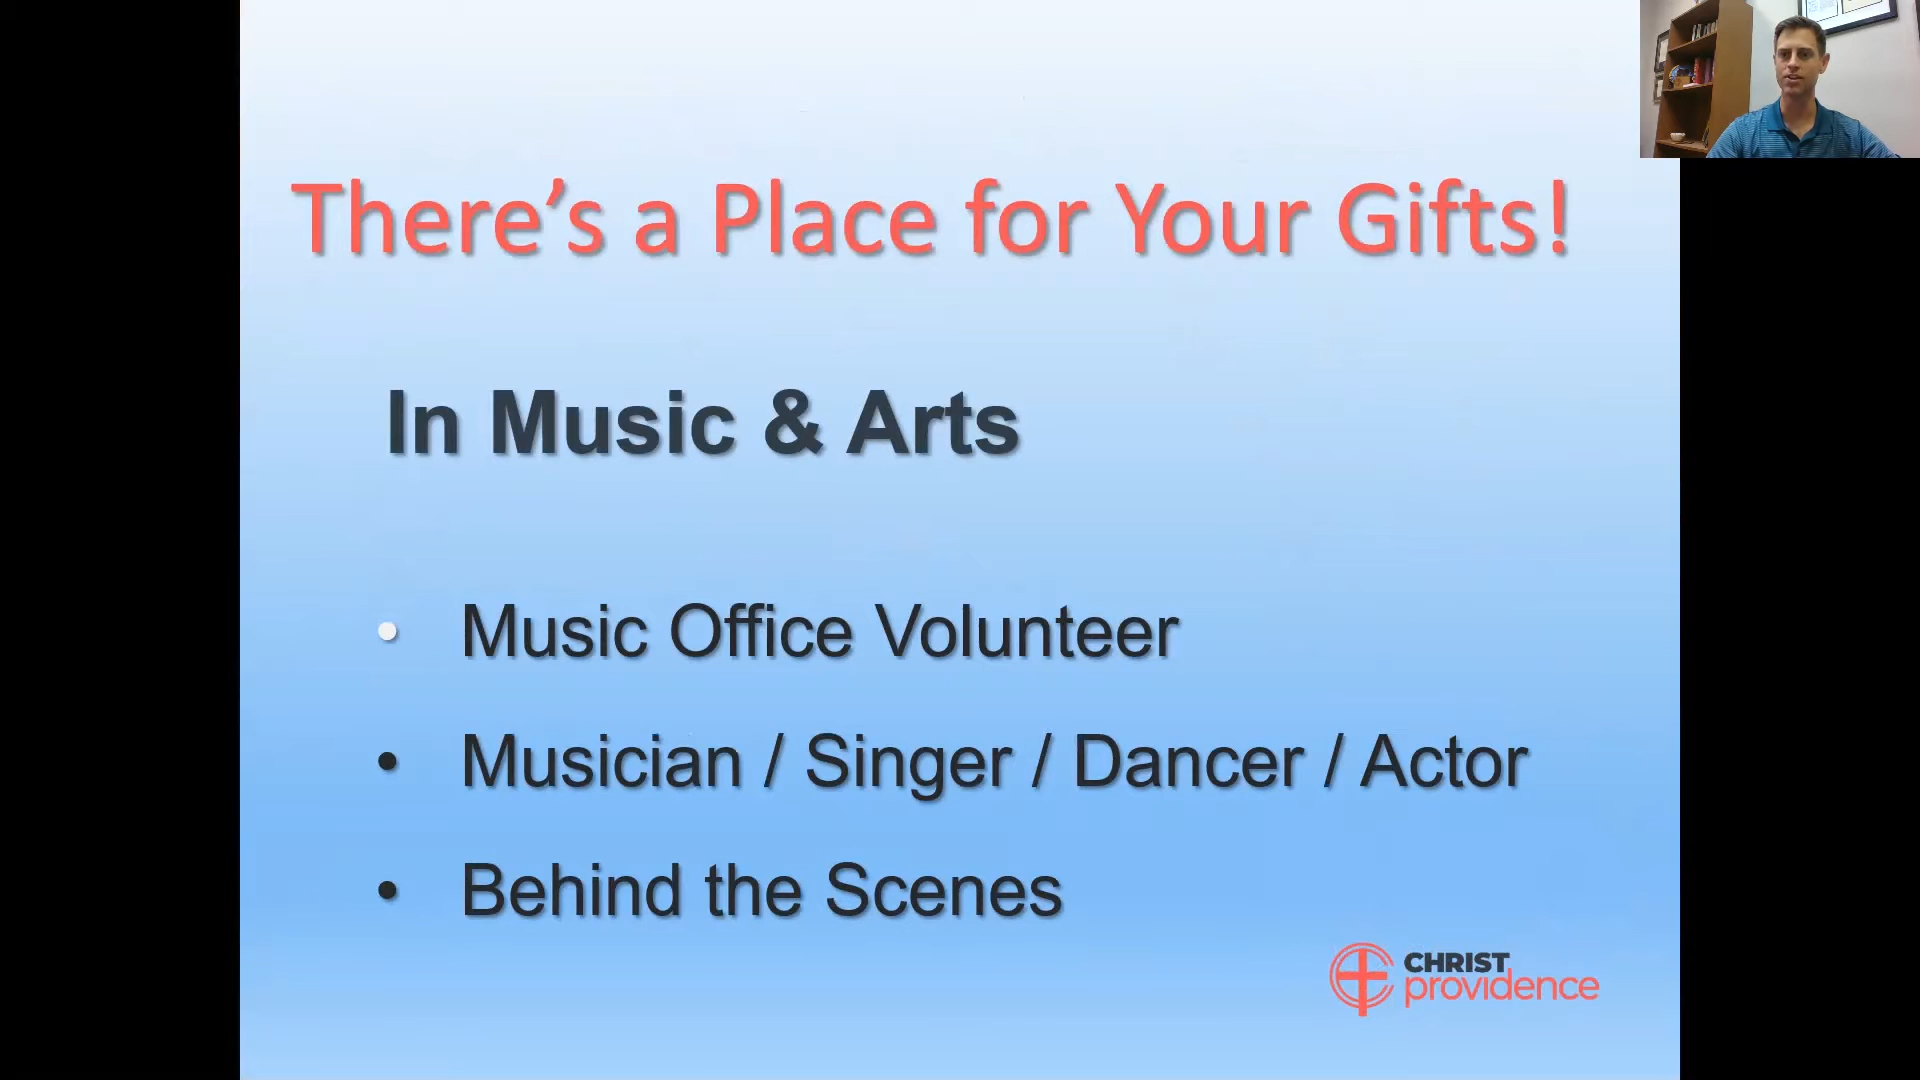 There’s a Place for Your Gifts!
In Music & Arts
• Music Office Volunteer
• Musician / Singer / Dancer / Actor
• Behind the Scenes
CHRIST
providence